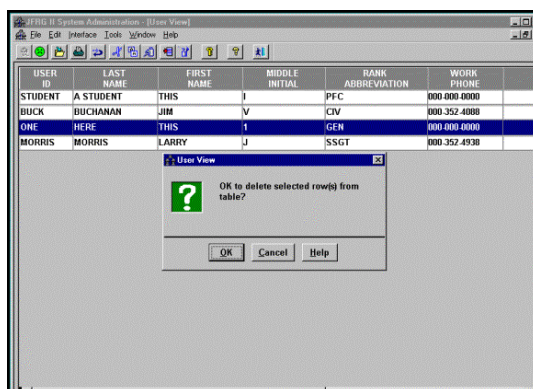 JFRG II System Administration - [User View]
File Edit Interface Tools Window Help
USER ID LAST NAME FIRST NAME MIDDLE INITIAL RANK ABBREVIATION WORK PHONE
STUDENT A STUDENT THIS I PFC 000-000-0000
BUCK BUCHANAN JIM V CIV 000-352-4088
ONE HERE THIS 1 GEN 000-000-0000
MORRIS MORRIS LARRY J SSGT 000-352-4938
User View
OK to delete selected row(s) from
table?
OK Cancel Help